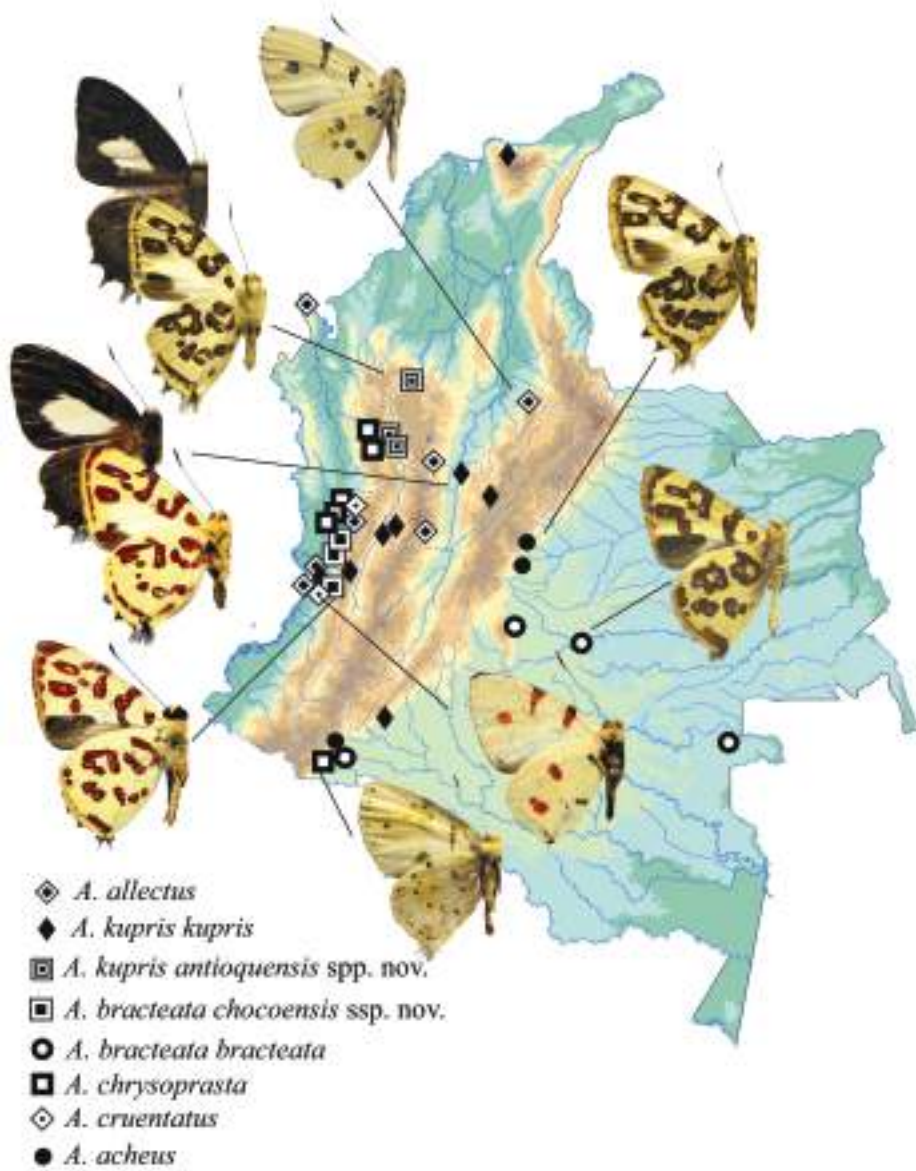 A. allectus
A. kupris kupris
A. kupris antioquensis spp. nov.
A. bracteata chocoensis ssp. nov.
A. bracteata bracteata
A. chrysoprasta
A. cruentatus
A. acheus